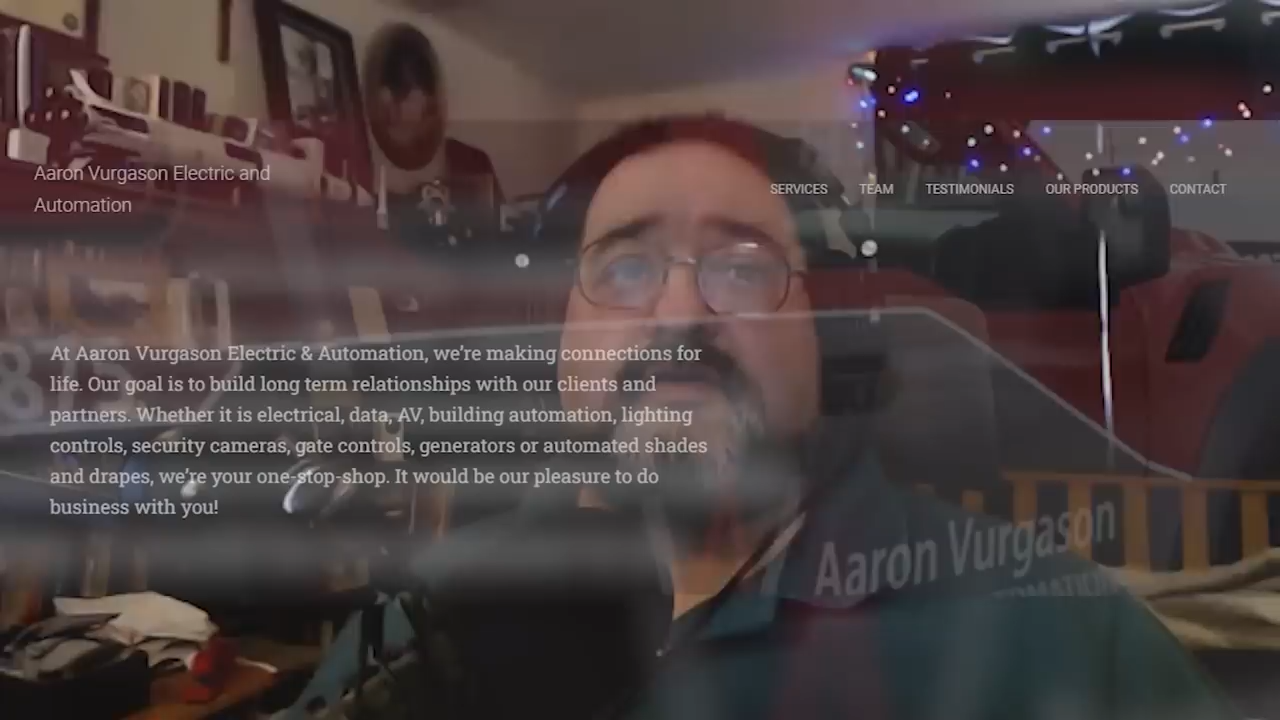 Aaron Vurgason Electric and
Automation
SERVICES TEAM TESTIMONIALS OUR PRODUCTS CONTACT
At Aaron Vurgason Electric & Automation, we're making connections for
life. Our goal is to build long term relationships with our clients and
partners. Whether it is electrical, data, AV, building automation, lighting
controls, security cameras, gate controls, generators or automated shades
and drapes, we're your one-stop-shop. It would be our pleasure to do
business with you!
Aaron Vurgason